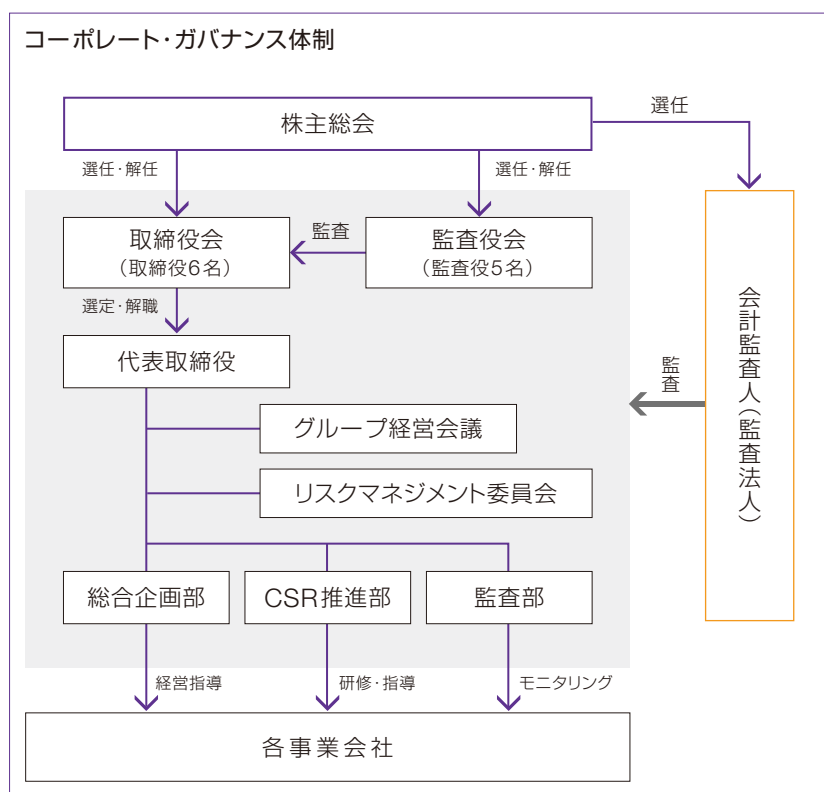 コーポレート・ガバナンス体制
株主総会
選任
選任・解任
選任・解任
取締役会
（取締役6名）
監査
監査役会
（監査役5名）
選定・解職
代表取締役
監査
会計監査人（監査法人）
グループ経営会議
リスクマネジメント委員会
総合企画部
CSR推進部
監査部
経営指導
研修・指導
モニタリング
各事業会社